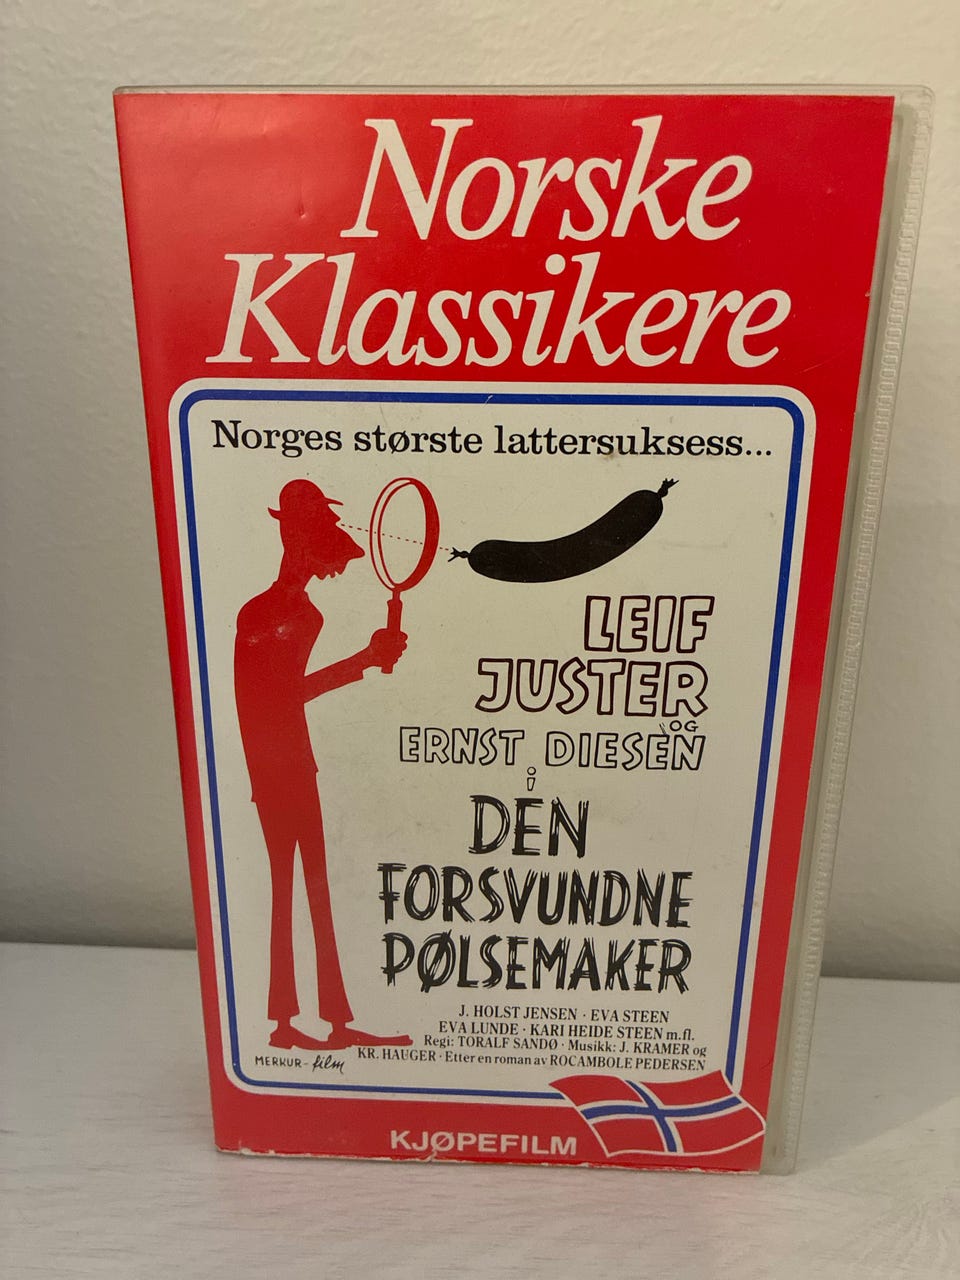 Norske
Klassikere
Norges største lattersuksess...
LEIF
JUSTER
OG
ERNST DIESEN
i
DEN
FORSVUNDNE
PØLSEMAKER
J. HOLST JENSEN · EVA STEEN
EVA LUNDE · KARI HEIDE STEEN m.fl.
Regi: TORALF SANDØ · Musikk: J. KRAMER og
KR. HAUGER · Etter en roman av ROCAMBOLE PEDERSEN
MERKUR-film
KJØPEFILM